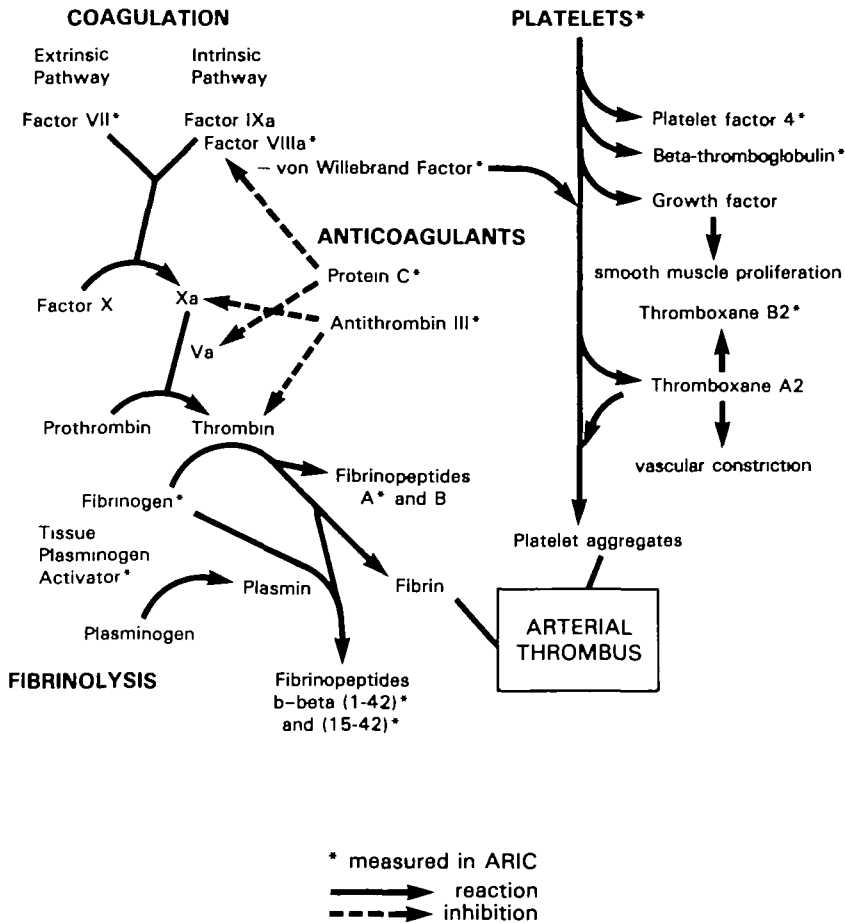 COAGULATION
Extrinsic
Pathway
Intrinsic
Pathway
Factor VII*
Factor IXa
Factor VIIIa*
– von Willebrand Factor*
ANTICOAGULANTS
Protein C*
Antithrombin III*
Factor X
Xa
Va
Prothrombin
Thrombin
Fibrinopeptides
A* and B
Fibrinogen*
Tissue
Plasminogen
Activator*
Plasmin
Fibrin
Plasminogen
FIBRINOLYSIS
Fibrinopeptides
b–beta (1-42)*
and (15-42)*
PLATELETS*
Platelet factor 4*
Beta-thromboglobulin*
Growth factor
smooth muscle proliferation
Thromboxane B2*
Thromboxane A2
vascular constriction
Platelet aggregates
ARTERIAL
THROMBUS
* measured in ARIC
reaction
inhibition